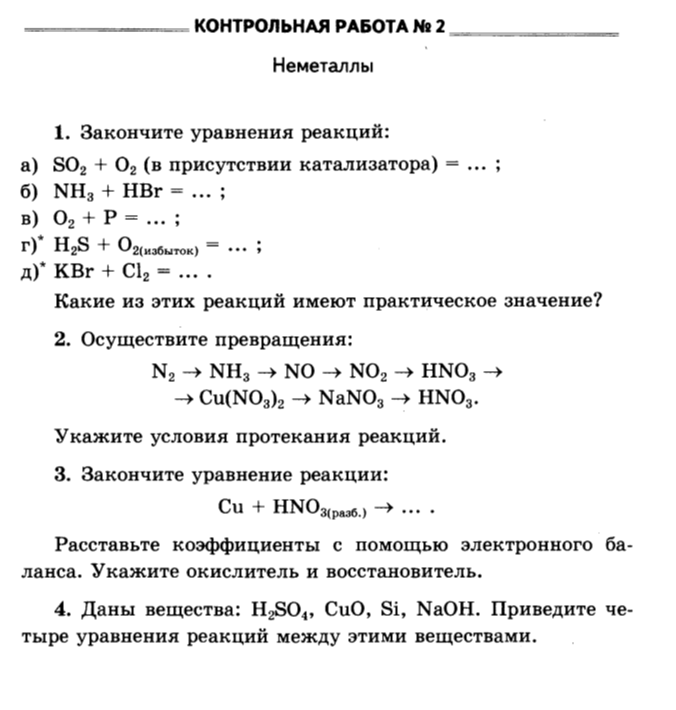 КОНТРОЛЬНАЯ РАБОТА № 2
Неметаллы
1. Закончите уравнения реакций:
а) SO₂ + O₂ (в присутствии катализатора) = ... ;
б) NH₃ + HBr = ... ;
в) O₂ + P = ... ;
г)* H₂S + O₂(избыток) = ... ;
д)* KBr + Cl₂ = ... .
Какие из этих реакций имеют практическое значение?
2. Осуществите превращения:
N₂ → NH₃ → NO → NO₂ → HNO₃ →
→ Cu(NO₃)₂ → NaNO₃ → HNO₃.
Укажите условия протекания реакций.
3. Закончите уравнение реакции:
Cu + HNO₃(разб.) → ... .
Расставьте коэффициенты с помощью электронного ба-
ланса. Укажите окислитель и восстановитель.
4. Даны вещества: H₂SO₄, CuO, Si, NaOH. Приведите че-
тыре уравнения реакций между этими веществами.